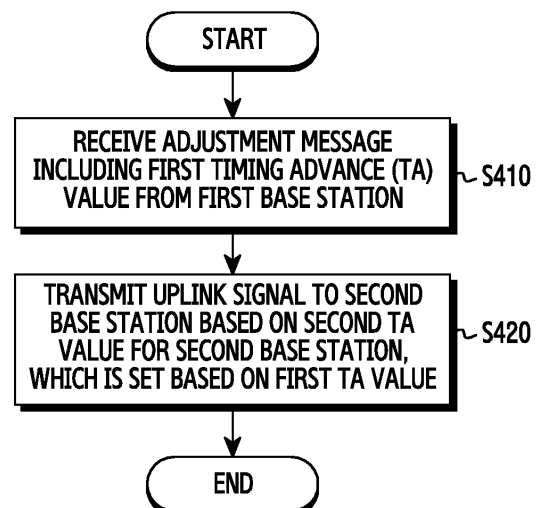 START
RECEIVE ADJUSTMENT MESSAGE
INCLUDING FIRST TIMING ADVANCE (TA)
VALUE FROM FIRST BASE STATION
S410
TRANSMIT UPLINK SIGNAL TO SECOND
BASE STATION BASED ON SECOND TA
VALUE FOR SECOND BASE STATION,
WHICH IS SET BASED ON FIRST TA VALUE
S420
END